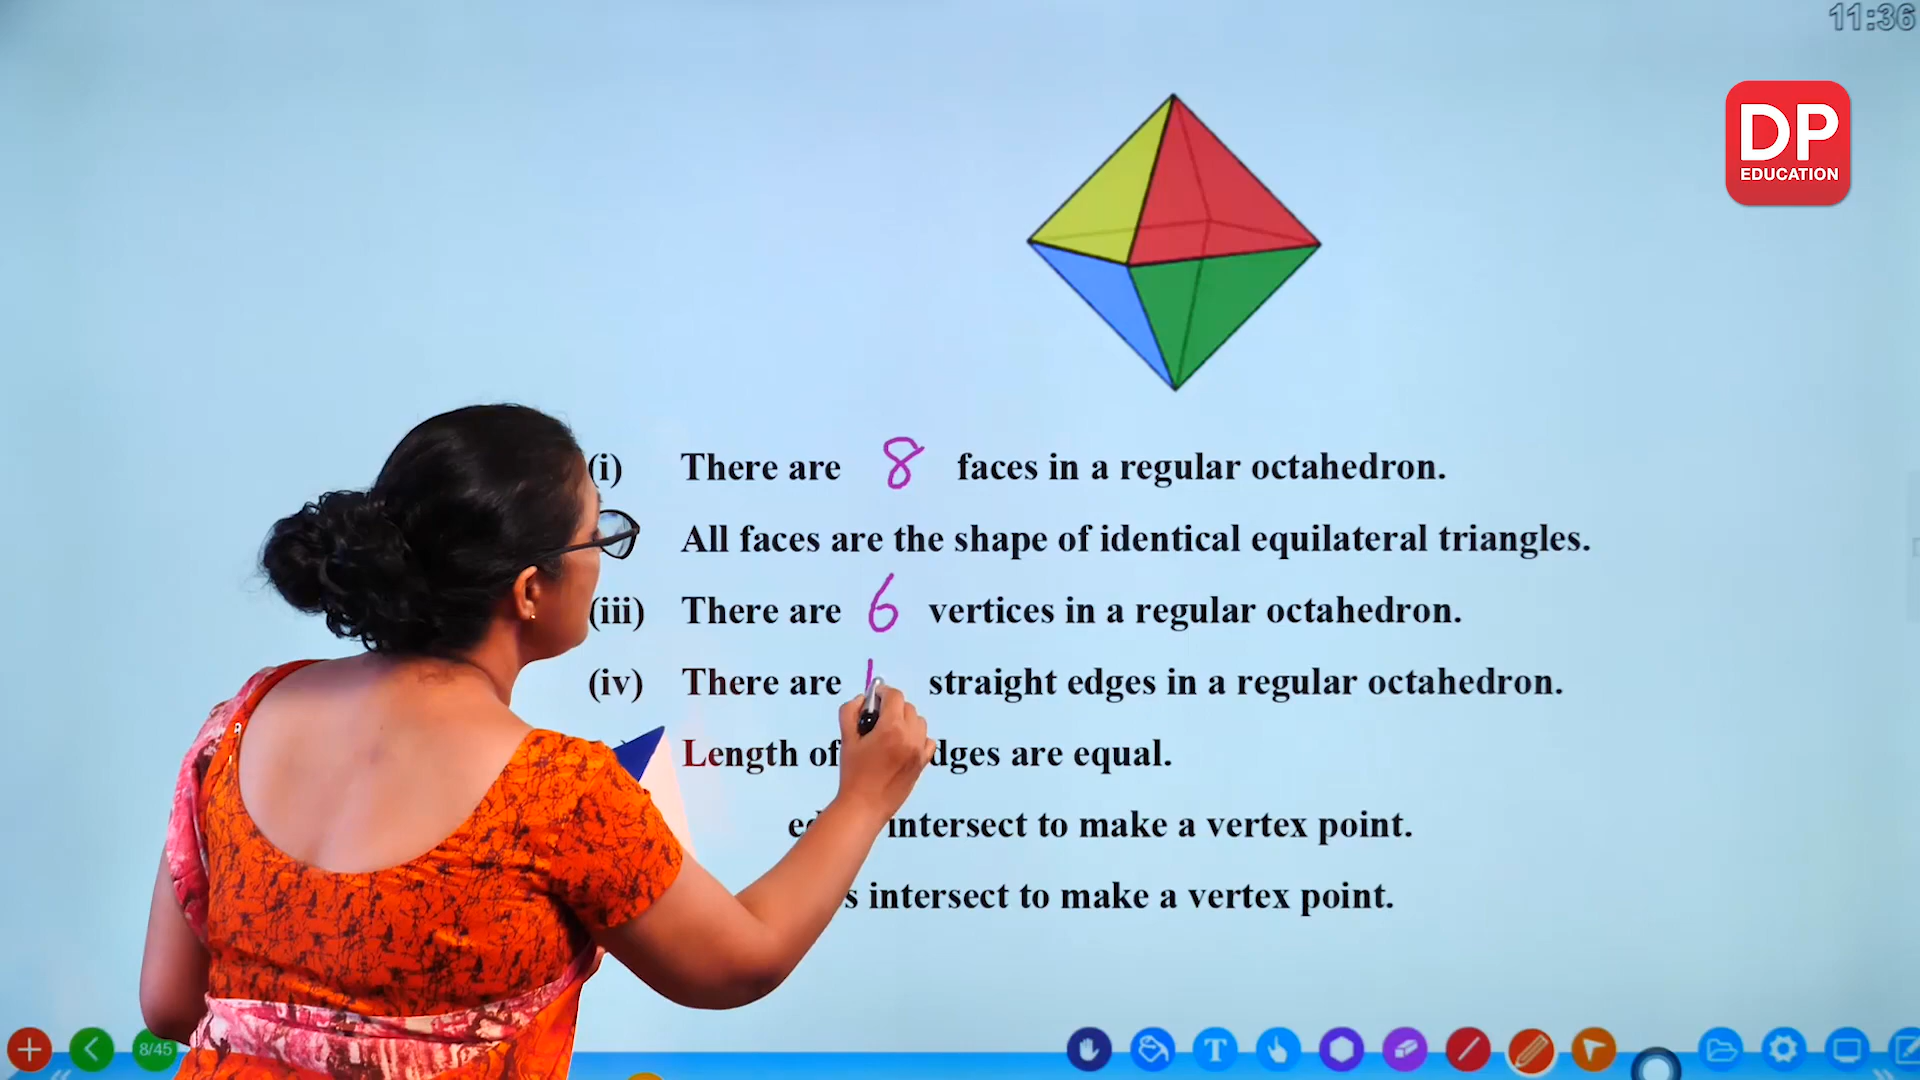 11:36
DP
EDUCATION
(i) There are 8 faces in a regular octahedron.
All faces are the shape of identical equilateral triangles.
(iii) There are 6 vertices in a regular octahedron.
(iv) There are straight edges in a regular octahedron.
Length of edges are equal.
intersect to make a vertex point.
intersect to make a vertex point.
8/45